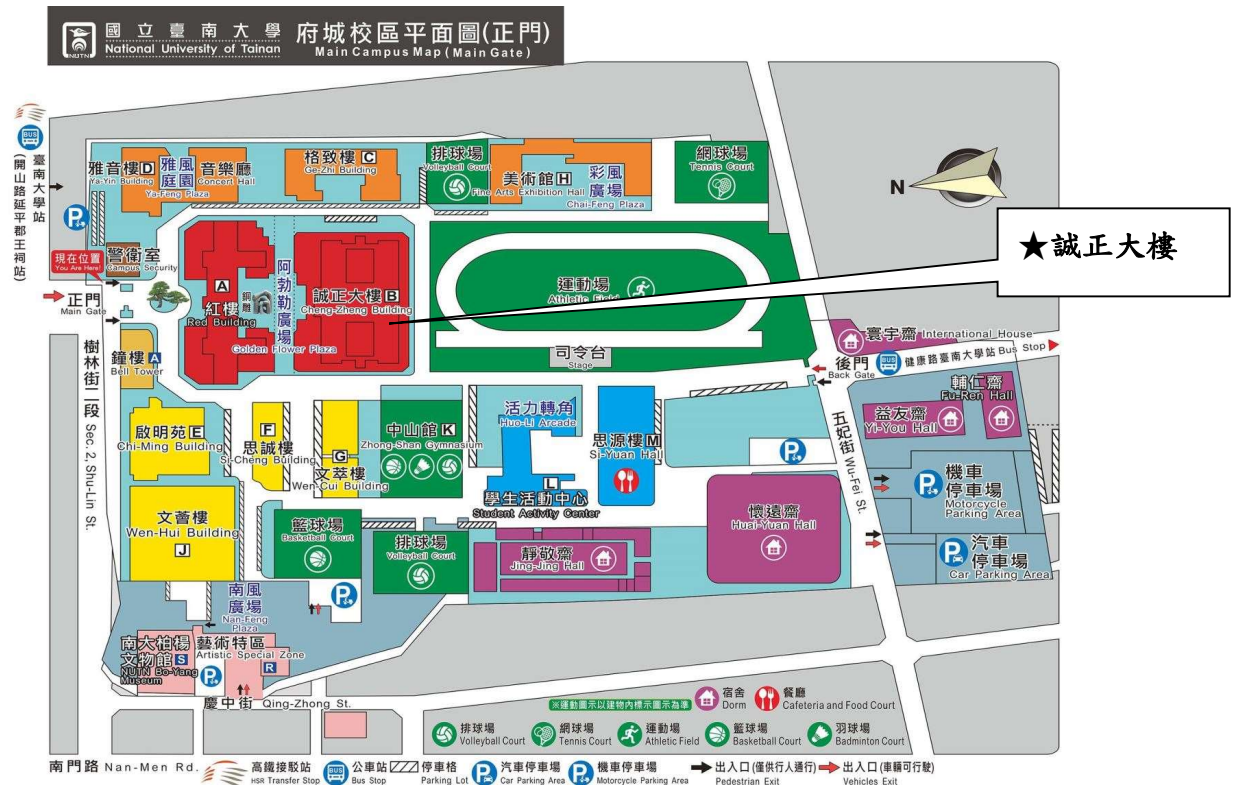 國立臺南大學
National University of Tainan
NUTN
府城校區平面圖(正門)
Main Campus Map (Main Gate)
BUS
臺南大學站
(開山路延平郡王祠站)
雅音樓 D
Ya-Yin Building
雅風庭園
Ya-Feng Plaza
音樂廳
Concert Hall
格致樓 C
Ge-Zhi Building
排球場
Volleyball Court
美術館 H
Fine Arts Exhibition Hall
彩風廣場
Chai-Feng Plaza
網球場
Tennis Court
N
★誠正大樓
P
警衛室
Campus Security
現在位置
You Are Here!
正門
Main Gate
A
紅樓
Red Building
銅雕
阿勃勒廣場
Golden Flower Plaza
誠正大樓 B
Cheng-Zheng Building
運動場
Athletic Field
司令台
Stage
寰宇齋 International House
後門
Back Gate
BUS
健康路臺南大學站 Bus Stop
鐘樓 A
Bell Tower
樹林街二段 Sec. 2, Shu-Lin St.
啟明苑 E
Chi-Ming Building
F
思誠樓
Si-Cheng Building
G
文萃樓
Wen-Cui Building
中山館 K
Zhong-Shan Gymnasium
活力轉角
Huo-Li Arcade
思源樓 M
Si-Yuan Hall
L
學生活動中心
Student Activity Center
P
五妃街 Wu-Fei St.
輔仁齋
Fu-Ren Hall
益友齋
Yi-You Hall
P
機車
停車場
Motorcycle
Parking Area
P
汽車
停車場
Car Parking Area
文薈樓
Wen-Hui Building
J
籃球場
Basketball Court
排球場
Volleyball Court
靜敬齋
Jing-Jing Hall
懷遠齋
Huai-Yuan Hall
P
南風
廣場
Nan-Feng
Plaza
南大柏楊
文物館 S
NUTN Bo-Yang
Museum
藝術特區
Artistic Special Zone
R
P
慶中街 Qing-Zhong St.
※運動圖示以建物內標示圖示為準
宿舍
Dorm
餐廳
Cafeteria and Food Court
排球場
Volleyball Court
網球場
Tennis Court
運動場
Athletic Field
籃球場
Basketball Court
羽球場
Badminton Court
南門路 Nan-Men Rd.
高鐵接駁站
HSR Transfer Stop
BUS
公車站
Bus Stop
停車格
Parking Lot
P
汽車停車場
Car Parking Area
P
機車停車場
Motorcycle Parking Area
出入口(僅供行人通行)
Pedestrian Exit
出入口(車輛可行駛)
Vehicles Exit